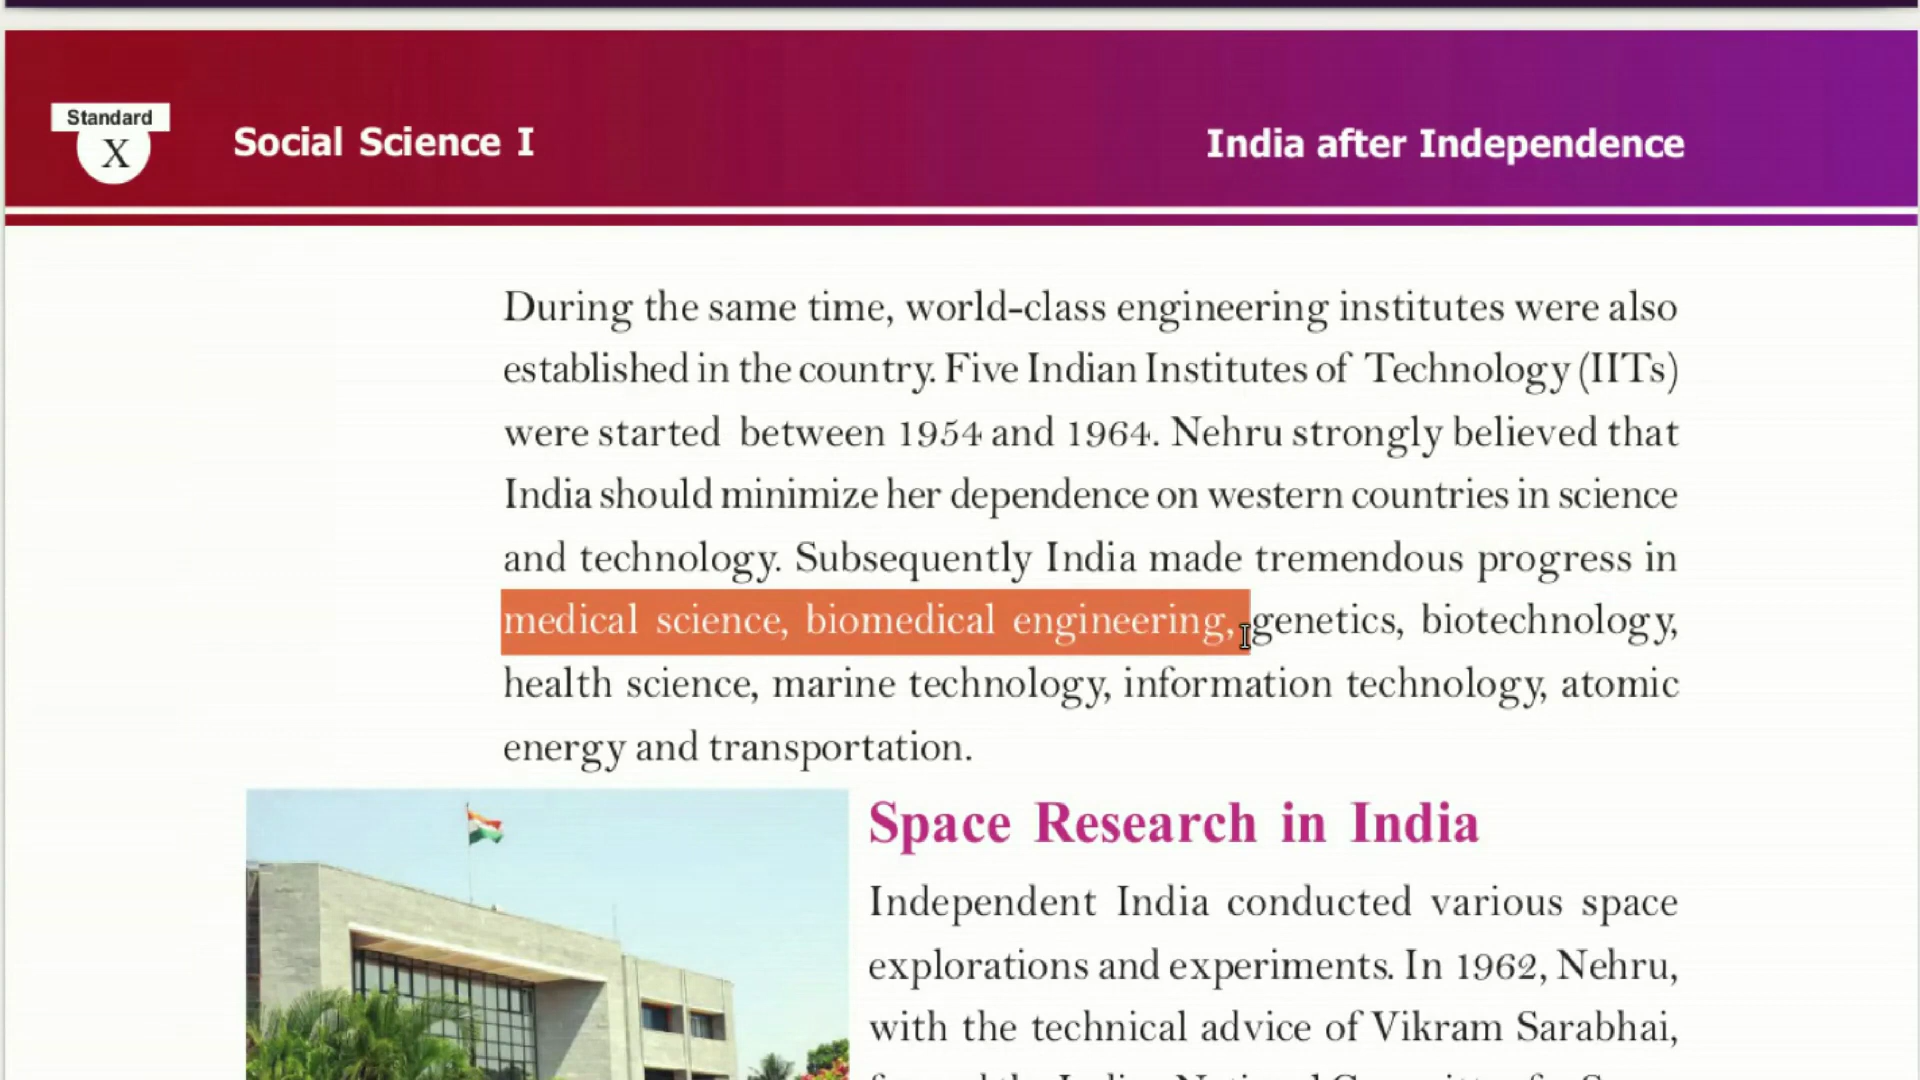 Standard
X
Social Science I
India after Independence
During the same time, world-class engineering institutes were also
established in the country. Five Indian Institutes of Technology (IITs)
were started between 1954 and 1964. Nehru strongly believed that
India should minimize her dependence on western countries in science
and technology. Subsequently India made tremendous progress in
medical science, biomedical engineering, genetics, biotechnology,
health science, marine technology, information technology, atomic
energy and transportation.
Space Research in India
Independent India conducted various space
explorations and experiments. In 1962, Nehru,
with the technical advice of Vikram Sarabhai,